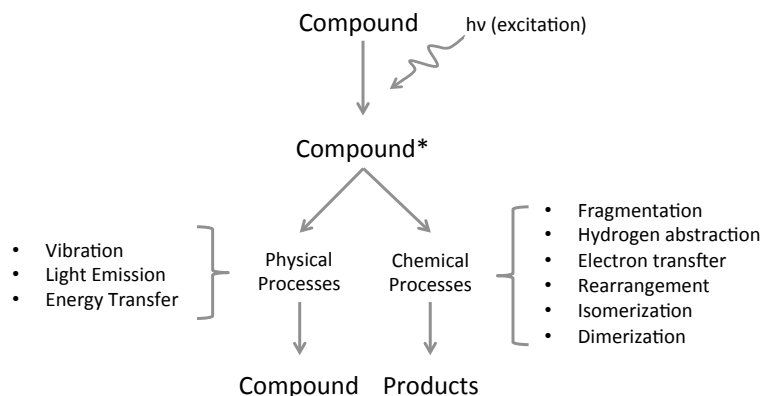 Compound
hν (excitation)
Compound*
• Vibration
• Light Emission
• Energy Transfer
Physical
Processes
Chemical
Processes
• Fragmentation
• Hydrogen abstraction
• Electron transfter
• Rearrangement
• Isomerization
• Dimerization
Compound
Products